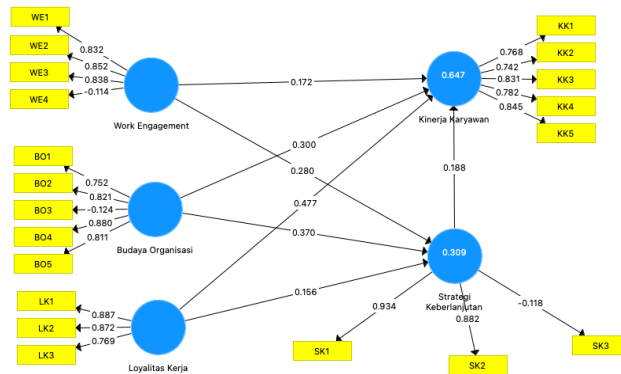 WE1
WE2
WE3
WE4
0.832
0.852
0.838
-0.114
Work Engagement
BO1
BO2
BO3
BO4
BO5
0.752
0.821
-0.124
0.880
0.811
Budaya Organisasi
LK1
LK2
LK3
0.887
0.872
0.769
Loyalitas Kerja
0.172
0.300
0.280
0.477
0.370
0.156
0.188
0.647
Kinerja Karyawan
KK1
KK2
KK3
KK4
KK5
0.768
0.742
0.831
0.782
0.845
0.309
Strategi
Keberlanjutan
0.934
0.882
-0.118
SK1
SK2
SK3